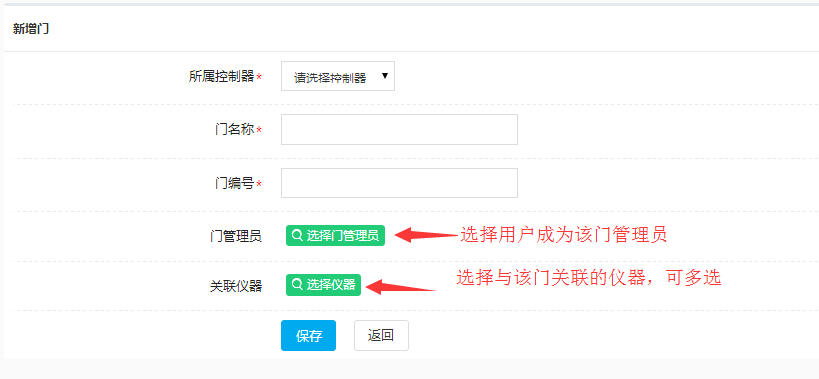 新增门
所属控制器* 请选择控制器
门名称*
门编号*
门管理员 选择门管理员 选择用户成为该门管理员
关联仪器 选择仪器 选择与该门关联的仪器，可多选
保存 返回